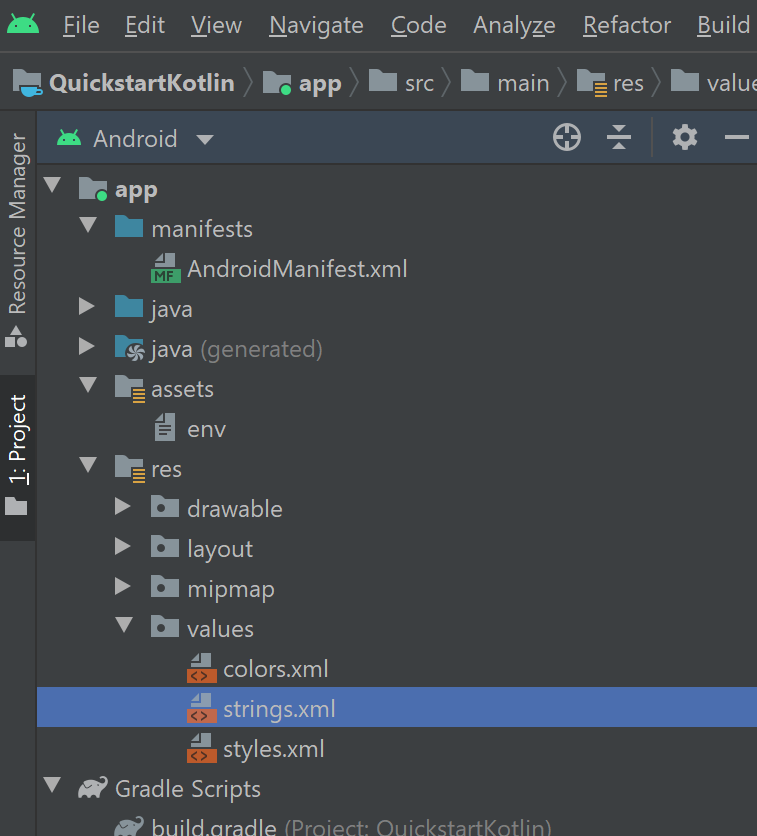 File Edit View Navigate Code Analyze Refactor Build
QuickstartKotlin app src main res value
Android
Resource Manager
1: Project
app
manifests
MF AndroidManifest.xml
java
java (generated)
assets
env
res
drawable
layout
mipmap
values
<> colors.xml
<> strings.xml
<> styles.xml
Gradle Scripts
build.gradle (Project: QuickstartKotlin)